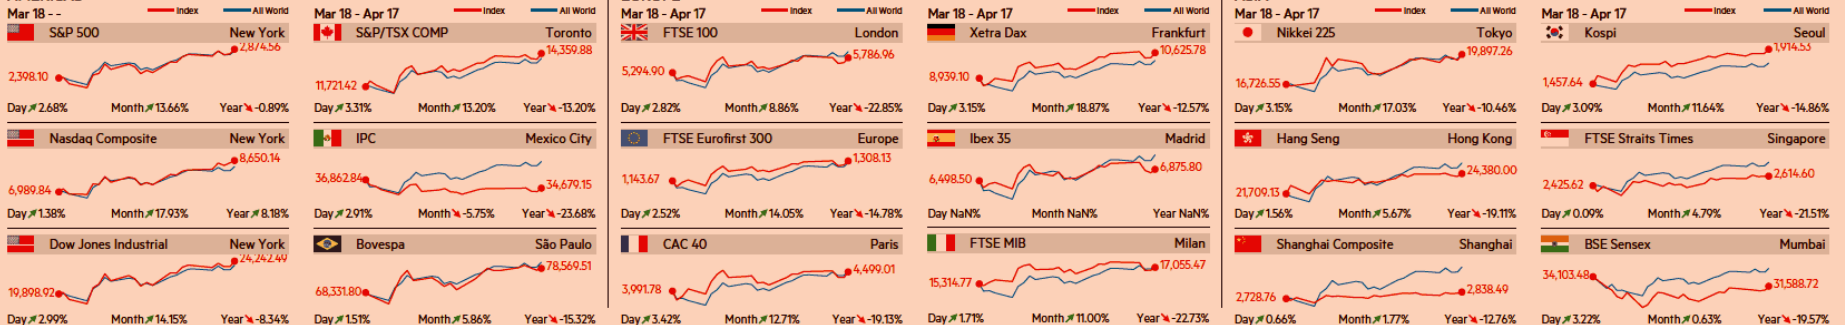 Mar 18 - - Index All World
S&P 500 New York
2,874.56
2,398.10
Day 2.68% Month 13.66% Year -0.89%
Nasdaq Composite New York
8,650.14
6,989.84
Day 1.38% Month 17.93% Year 8.18%
Dow Jones Industrial New York
24,242.49
19,898.92
Day 2.99% Month 14.15% Year -8.34%
Mar 18 - Apr 17 Index All World
S&P/TSX COMP Toronto
14,359.88
11,721.42
Day 3.31% Month 13.20% Year -13.20%
IPC Mexico City
36,862.84
34,679.15
Day 2.91% Month -5.75% Year -23.68%
Bovespa São Paulo
78,569.51
68,331.80
Day 1.51% Month 5.86% Year -15.32%
Mar 18 - Apr 17 Index All World
FTSE 100 London
5,786.96
5,294.90
Day 2.82% Month 8.86% Year -22.85%
FTSE Eurofirst 300 Europe
1,308.13
1,143.67
Day 2.52% Month 14.05% Year -14.78%
CAC 40 Paris
4,499.01
3,991.78
Day 3.42% Month 12.71% Year -19.13%
Mar 18 - Apr 17 Index All World
Xetra Dax Frankfurt
10,625.78
8,939.10
Day 3.15% Month 18.87% Year -12.57%
Ibex 35 Madrid
6,875.80
6,498.50
Day NaN% Month NaN% Year NaN%
FTSE MIB Milan
17,055.47
15,314.77
Day 1.71% Month 11.00% Year -22.73%
Mar 18 - Apr 17 Index All World
Nikkei 225 Tokyo
19,897.26
16,726.55
Day 3.15% Month 17.03% Year -10.46%
Hang Seng Hong Kong
24,380.00
21,709.13
Day 1.56% Month 5.67% Year -19.11%
Shanghai Composite Shanghai
2,838.49
2,728.76
Day 0.66% Month 1.77% Year -12.76%
Mar 18 - Apr 17 Index All World
Kospi Seoul
1,914.53
1,457.64
Day 3.09% Month 11.64% Year -14.86%
FTSE Straits Times Singapore
2,614.60
2,425.62
Day 0.09% Month 4.79% Year -21.51%
BSE Sensex Mumbai
34,103.48
31,588.72
Day 3.22% Month 0.63% Year -19.57%